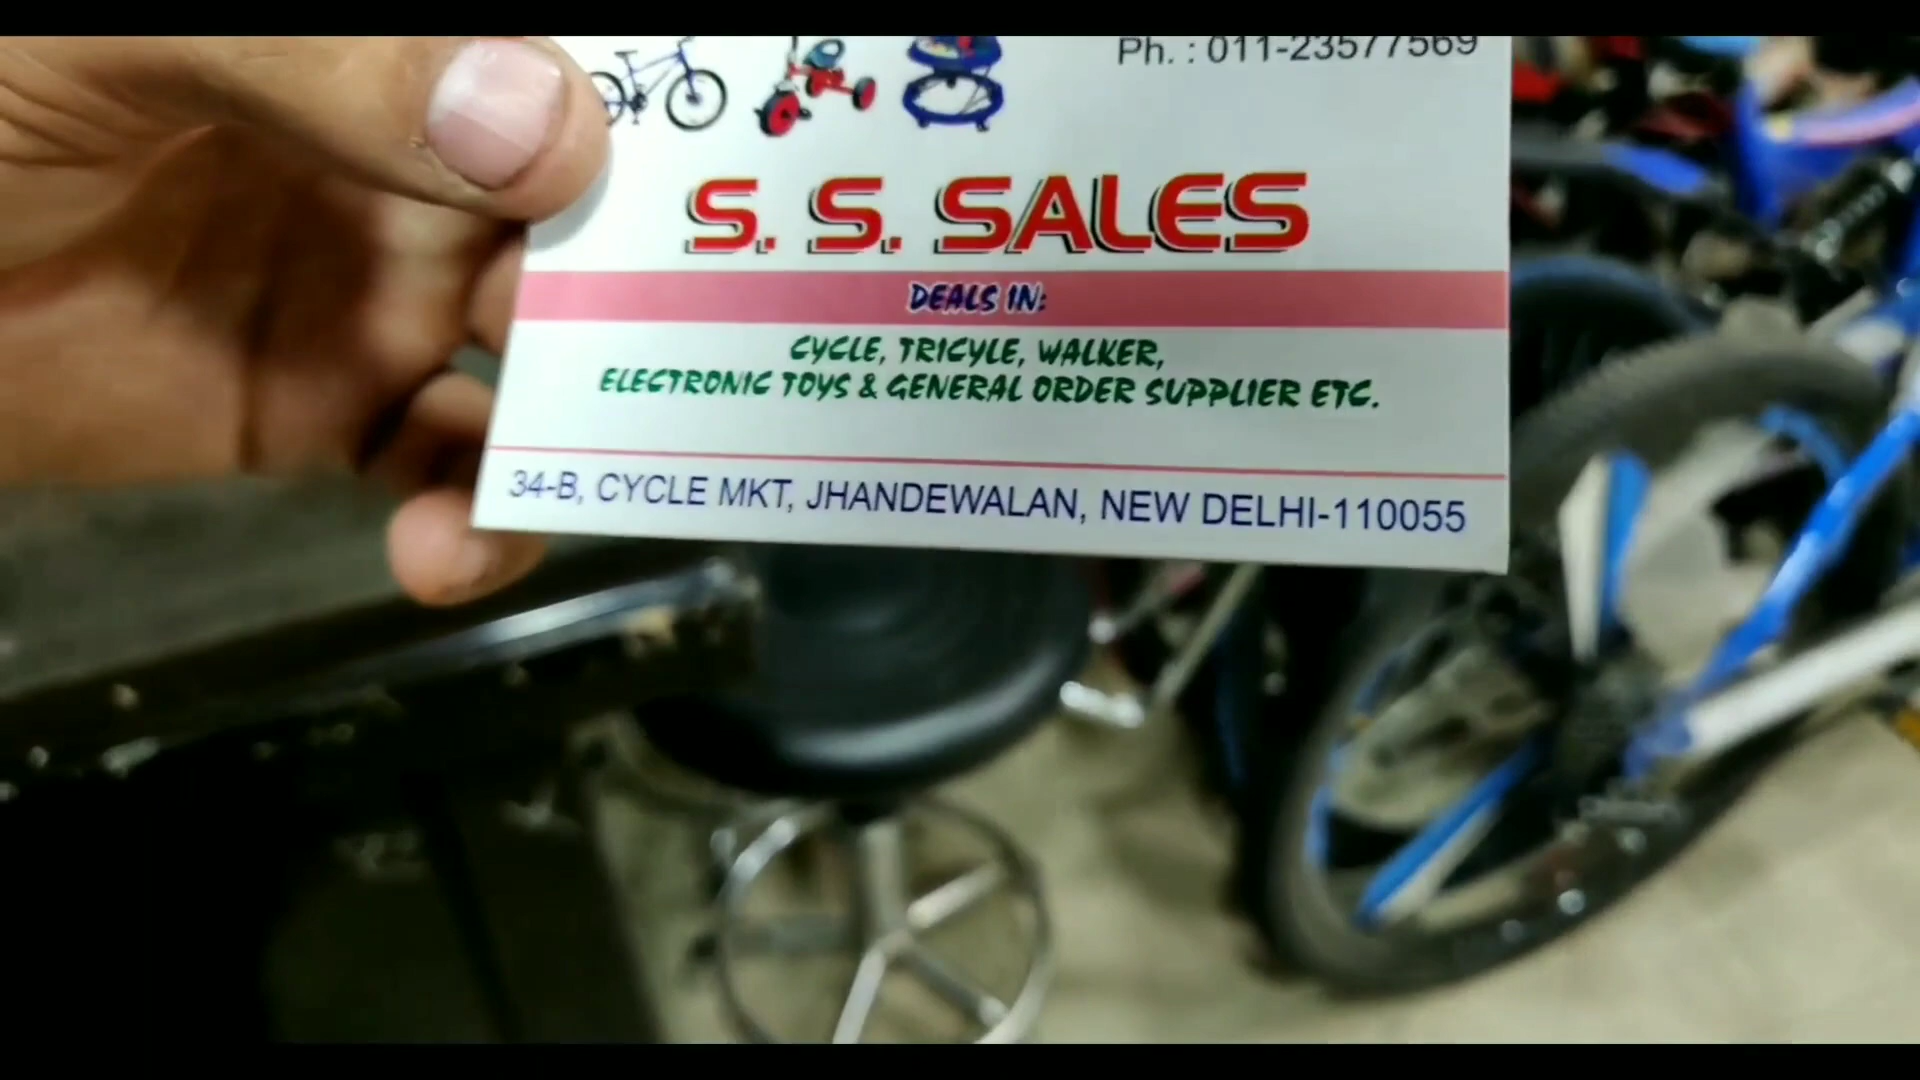 Ph. : 011-23577569
S. S. SALES
DEALS IN:
CYCLE, TRICYLE, WALKER,
ELECTRONIC TOYS & GENERAL ORDER SUPPLIER ETC.
34-B, CYCLE MKT, JHANDEWALAN, NEW DELHI-110055